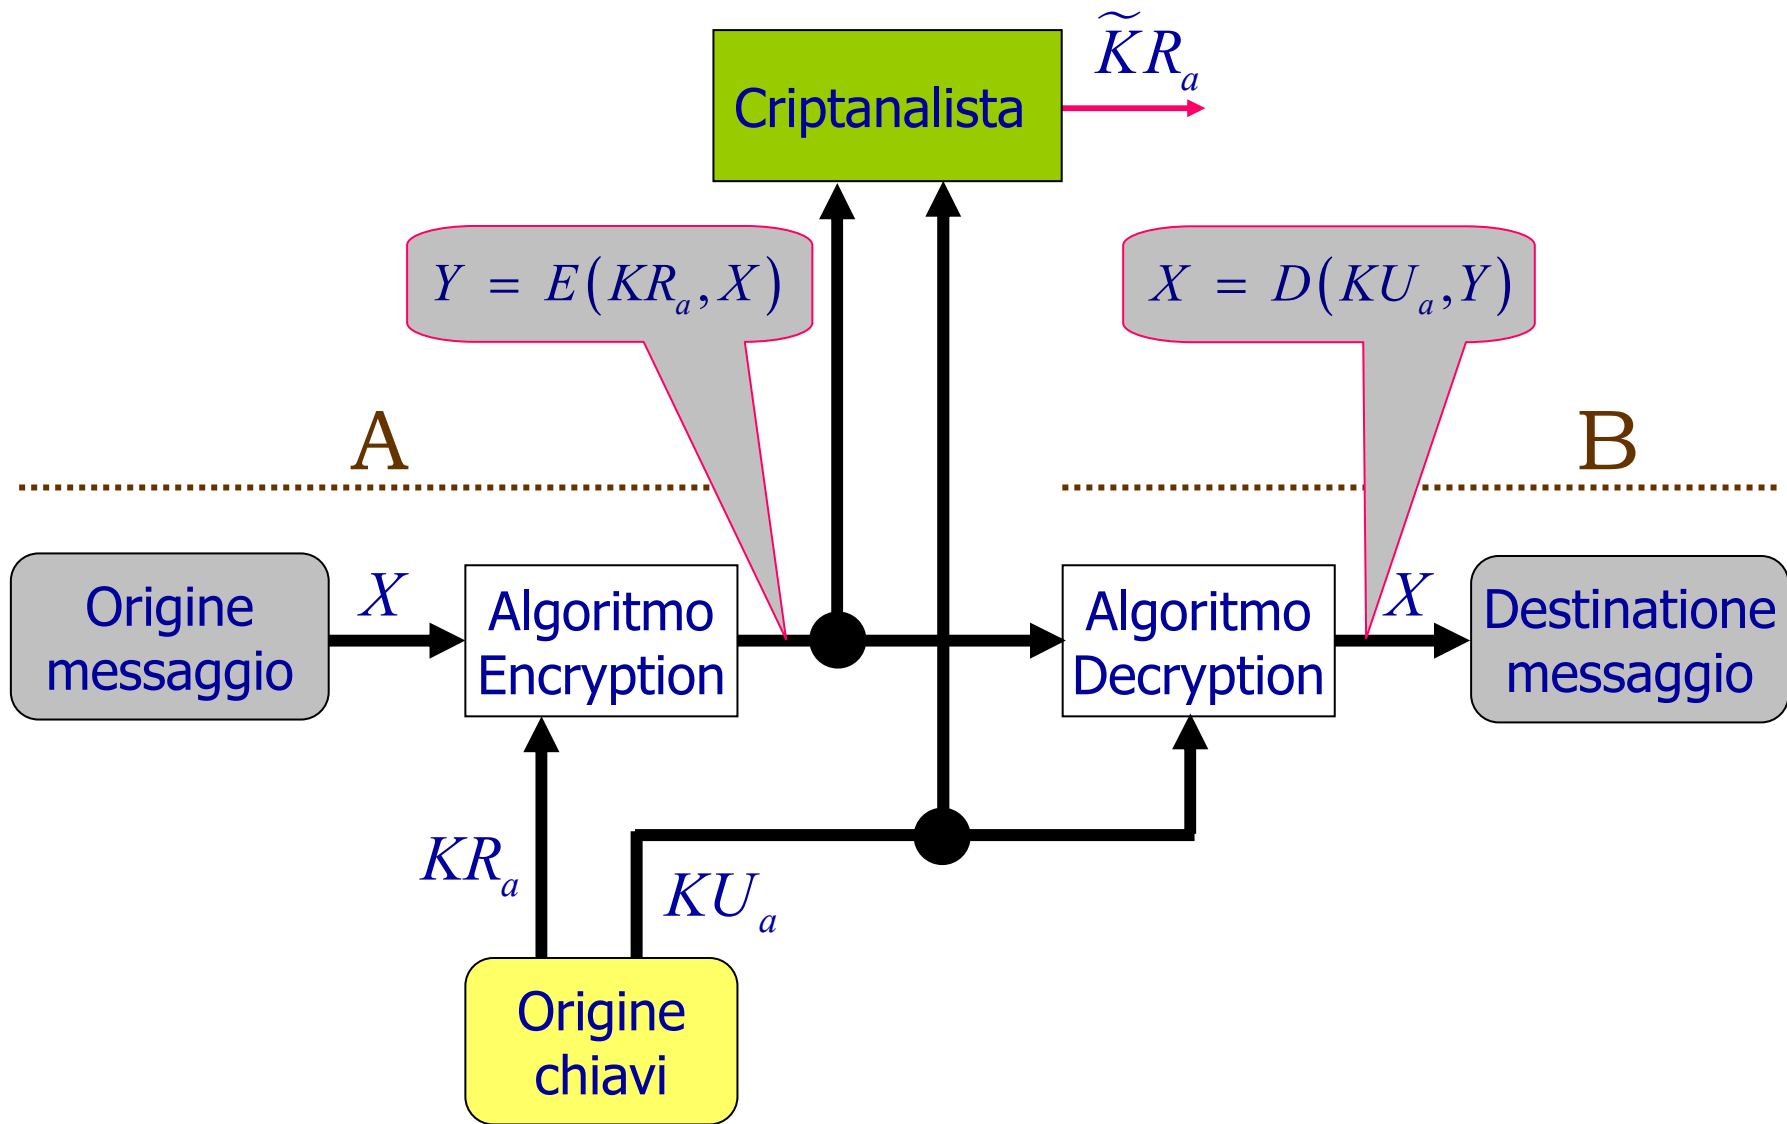 K̃R_a
Criptanalista
Y = E(KR_a, X)
X = D(KU_a, Y)
A
B
Origine
messaggio
X
Algoritmo
Encryption
Algoritmo
Decryption
X
Destinatione
messaggio
KR_a
KU_a
Origine
chiavi